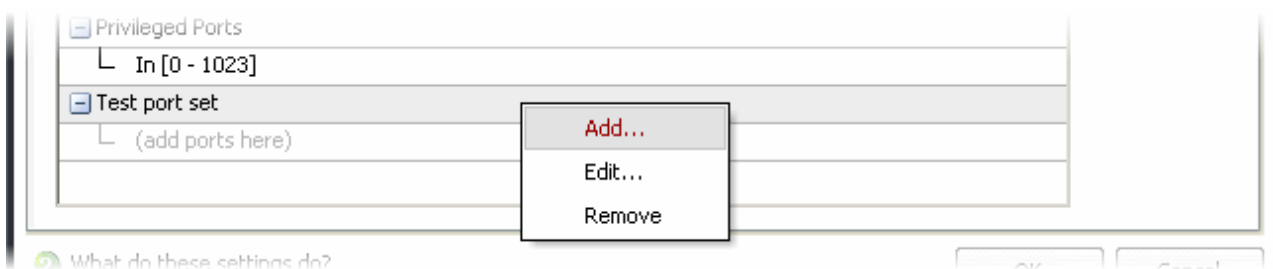 Privileged Ports
In [0 - 1023]
Test port set
(add ports here)
Add...
Edit...
Remove
What do these settings do?
OK
Cancel